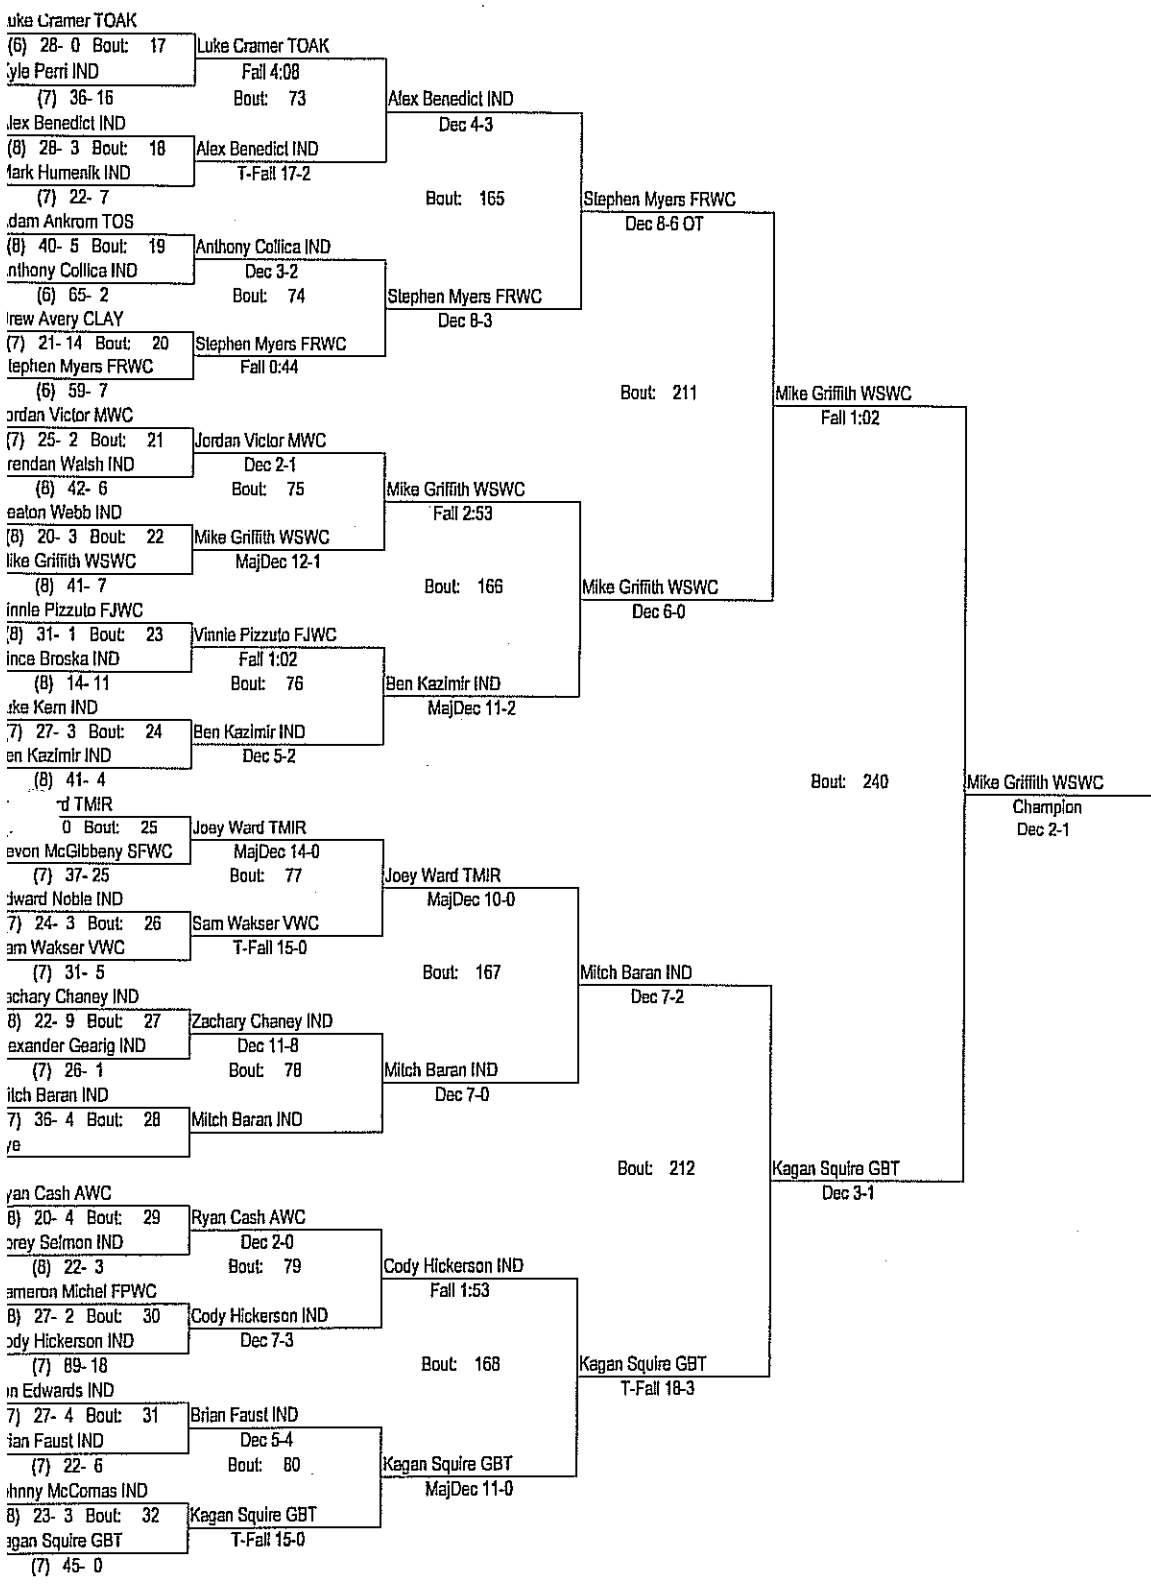 uke Cramer TOAK
(6) 28- 0 Bout: 17
Luke Cramer TOAK
yle Perri IND
Fall 4:08
(7) 36- 16
Bout: 73
Alex Benedict IND
Dec 4-3
lex Benedict IND
(8) 28- 3 Bout: 18
Alex Benedict IND
ark Humenik IND
T-Fall 17-2
(7) 22- 7
Bout: 165
Stephen Myers FRWC
Dec 8-6 OT
dam Ankrom TOS
(8) 40- 5 Bout: 19
Anthony Collica IND
nthony Collica IND
Dec 3-2
(6) 65- 2
Bout: 74
Stephen Myers FRWC
Dec 8-3
rew Avery CLAY
(7) 21- 14 Bout: 20
Stephen Myers FRWC
tephen Myers FRWC
Fall 0:44
(6) 59- 7
Bout: 211
Mike Griffith WSWC
Fall 1:02
ordan Victor MWC
(7) 25- 2 Bout: 21
Jordan Victor MWC
rendan Walsh IND
Dec 2-1
(8) 42- 6
Bout: 75
Mike Griffith WSWC
Fall 2:53
eaton Webb IND
(8) 20- 3 Bout: 22
Mike Griffith WSWC
ike Griffith WSWC
MajDec 12-1
(8) 41- 7
Bout: 166
Mike Griffith WSWC
Dec 6-0
innie Pizzuto FJWC
(8) 31- 1 Bout: 23
Vinnie Pizzuto FJWC
ince Broska IND
Fall 1:02
(8) 14- 11
Bout: 76
Ben Kazimir IND
MajDec 11-2
uke Kern IND
(7) 27- 3 Bout: 24
Ben Kazimir IND
en Kazimir IND
Dec 5-2
(8) 41- 4
Bout: 240
Mike Griffith WSWC
Champion
Dec 2-1
rd TMIR
0 Bout: 25
Joey Ward TMIR
evon McGibbeny SFWC
MajDec 14-0
(7) 37- 25
Bout: 77
Joey Ward TMIR
MajDec 10-0
dward Noble IND
7) 24- 3 Bout: 26
Sam Wakser VWC
am Wakser VWC
T-Fall 15-0
(7) 31- 5
Bout: 167
Mitch Baran IND
Dec 7-2
achary Chaney IND
8) 22- 9 Bout: 27
Zachary Chaney IND
exander Gearig IND
Dec 11-8
(7) 26- 1
Bout: 78
Mitch Baran IND
Dec 7-0
itch Baran IND
7) 36- 4 Bout: 28
Mitch Baran IND
ye
Bout: 212
Kagan Squire GBT
Dec 3-1
yan Cash AWC
8) 20- 4 Bout: 29
Ryan Cash AWC
orey Selmon IND
Dec 2-0
(8) 22- 3
Bout: 79
Cody Hickerson IND
Fall 1:53
ameron Michel FPWC
8) 27- 2 Bout: 30
Cody Hickerson IND
ody Hickerson IND
Dec 7-3
(7) 89- 18
Bout: 168
Kagan Squire GBT
T-Fall 18-3
n Edwards IND
7) 27- 4 Bout: 31
Brian Faust IND
ian Faust IND
Dec 5-4
(7) 22- 6
Bout: 80
Kagan Squire GBT
MajDec 11-0
hnny McComas IND
8) 23- 3 Bout: 32
Kagan Squire GBT
agan Squire GBT
T-Fall 15-0
(7) 45- 0